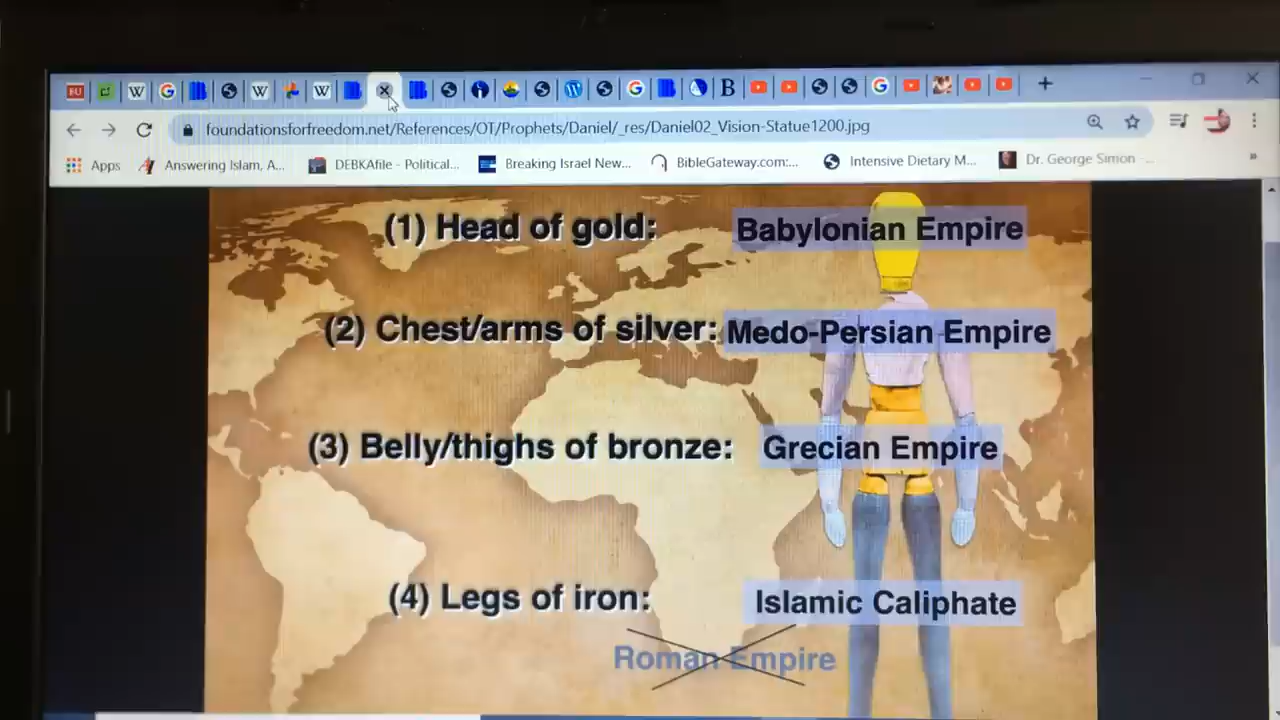 foundationsforfreedom.net/References/OT/Prophets/Daniel/_res/Daniel02_Vision-Statue1200.jpg
Apps Answering Islam, A... DEBKAfile - Political... Breaking Israel New... BibleGateway.com:... Intensive Dietary M... Dr. George Simon - ...
(1) Head of gold: Babylonian Empire
(2) Chest/arms of silver: Medo-Persian Empire
(3) Belly/thighs of bronze: Grecian Empire
(4) Legs of iron: Islamic Caliphate
Roman Empire